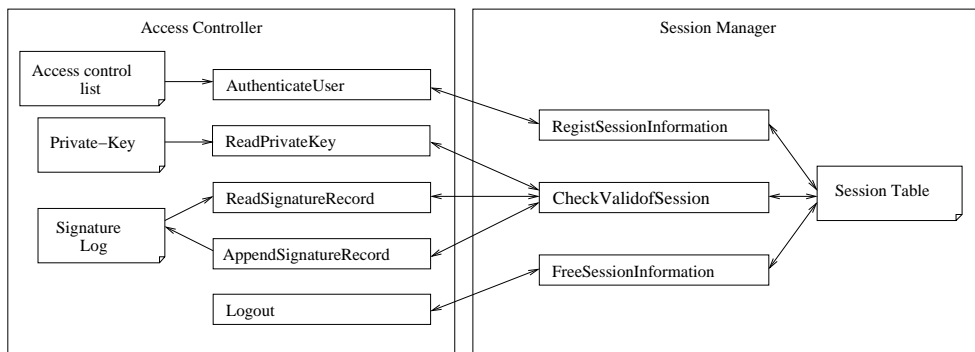 Access Controller
Session Manager
Access control
list
AuthenticateUser
RegistSessionInformation
Private-Key
ReadPrivateKey
ReadSignatureRecord
CheckValidofSession
Session Table
Signature
Log
AppendSignatureRecord
FreeSessionInformation
Logout